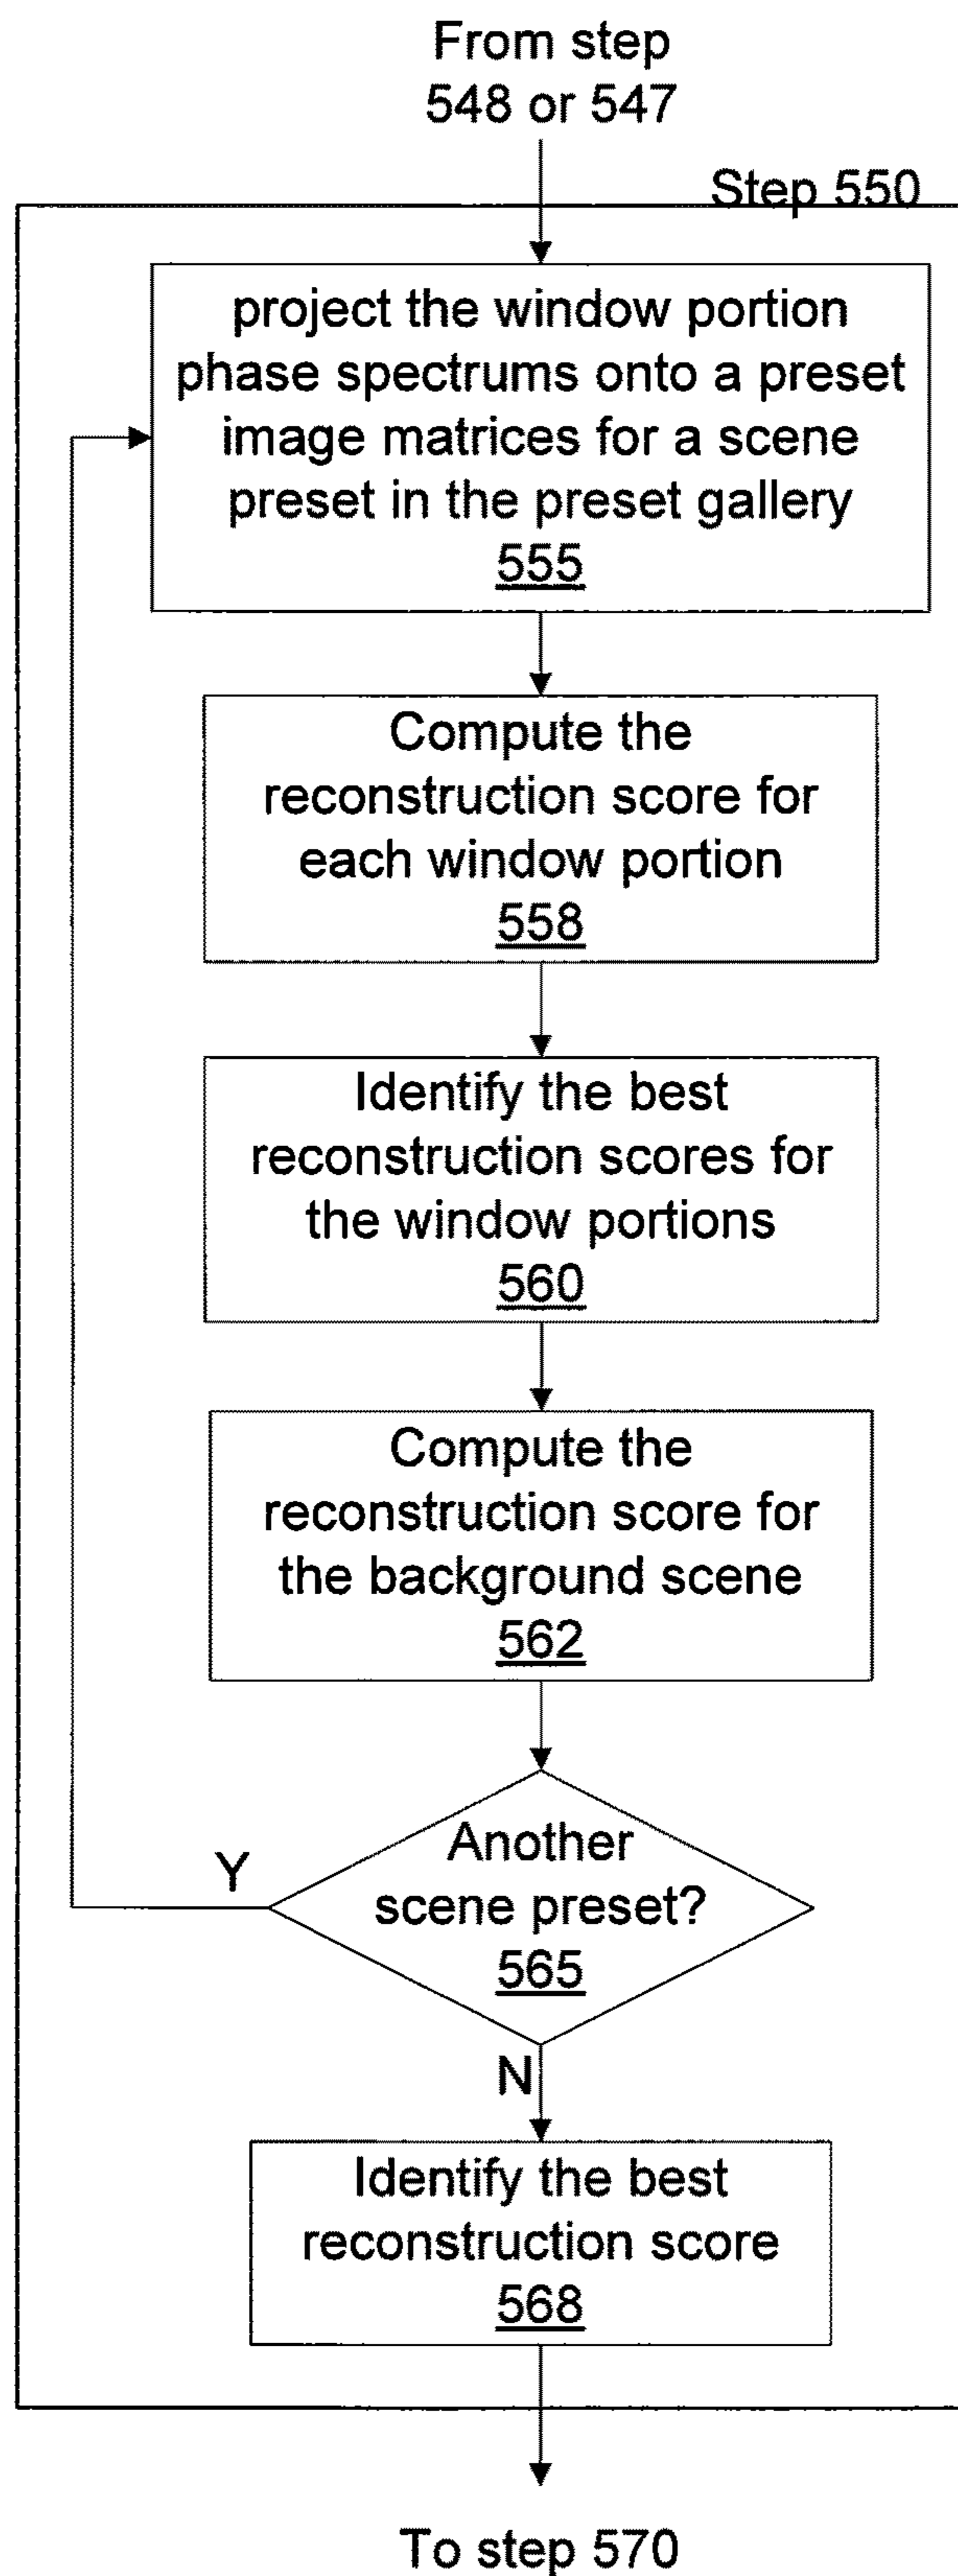 From step
548 or 547
Step 550
project the window portion
phase spectrums onto a preset
image matrices for a scene
preset in the preset gallery
555
Compute the
reconstruction score for
each window portion
558
Identify the best
reconstruction scores for
the window portions
560
Compute the
reconstruction score for
the background scene
562
Another
scene preset?
565
Y
N
Identify the best
reconstruction score
568
To step 570